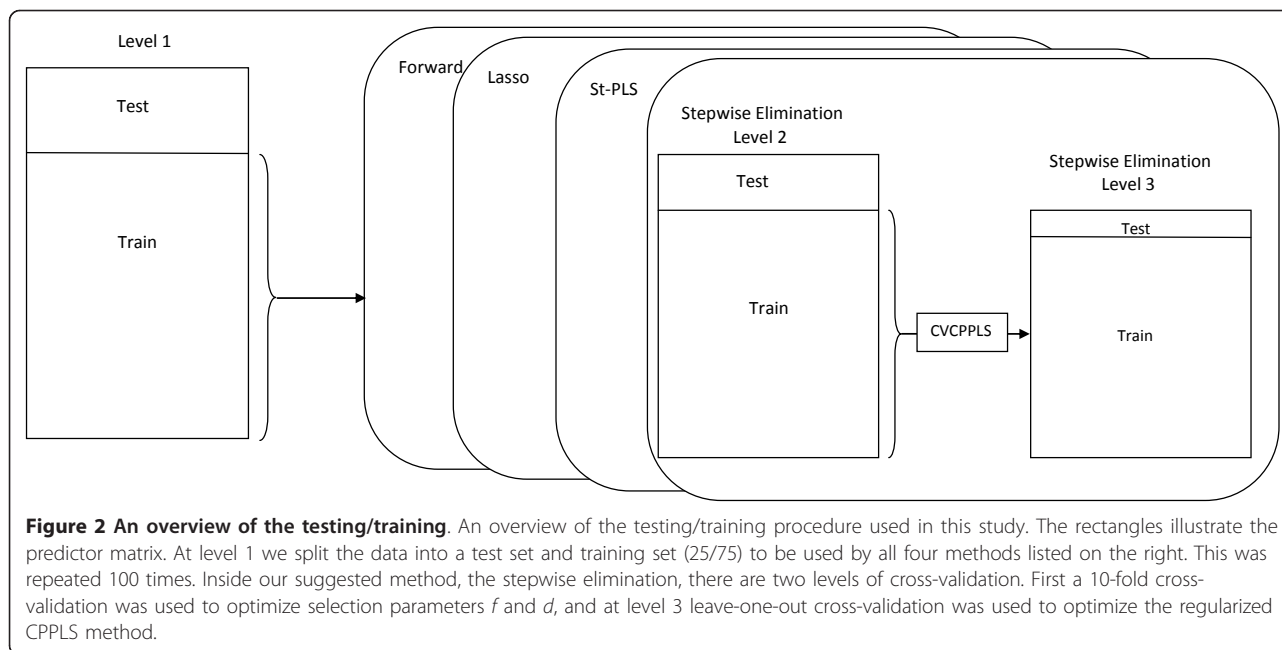 Level 1
Test
Train
Forward
Lasso
St-PLS
Stepwise Elimination
Level 2
Test
Train
CVCPPLS
Stepwise Elimination
Level 3
Test
Train
Figure 2 An overview of the testing/training. An overview of the testing/training procedure used in this study. The rectangles illustrate the
predictor matrix. At level 1 we split the data into a test set and training set (25/75) to be used by all four methods listed on the right. This was
repeated 100 times. Inside our suggested method, the stepwise elimination, there are two levels of cross-validation. First a 10-fold cross-
validation was used to optimize selection parameters f and d, and at level 3 leave-one-out cross-validation was used to optimize the regularized
CPPLS method.